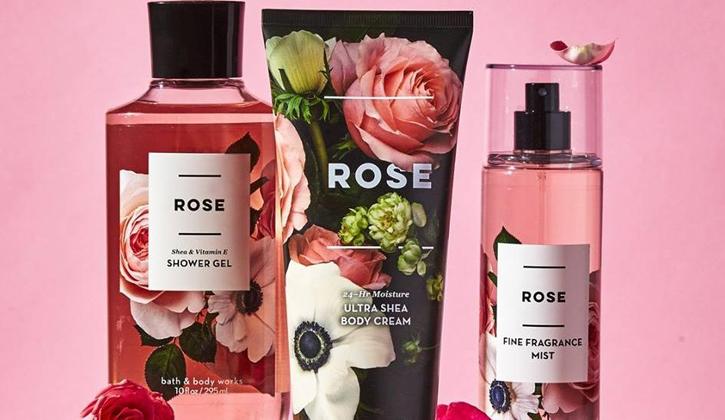 ROSE
Shea & Vitamin E
SHOWER GEL
bath & body works
10 fl oz/295 mL
ROSE
24-Hr Moisture
ULTRA SHEA
BODY CREAM
ROSE
FINE FRAGRANCE
MIST